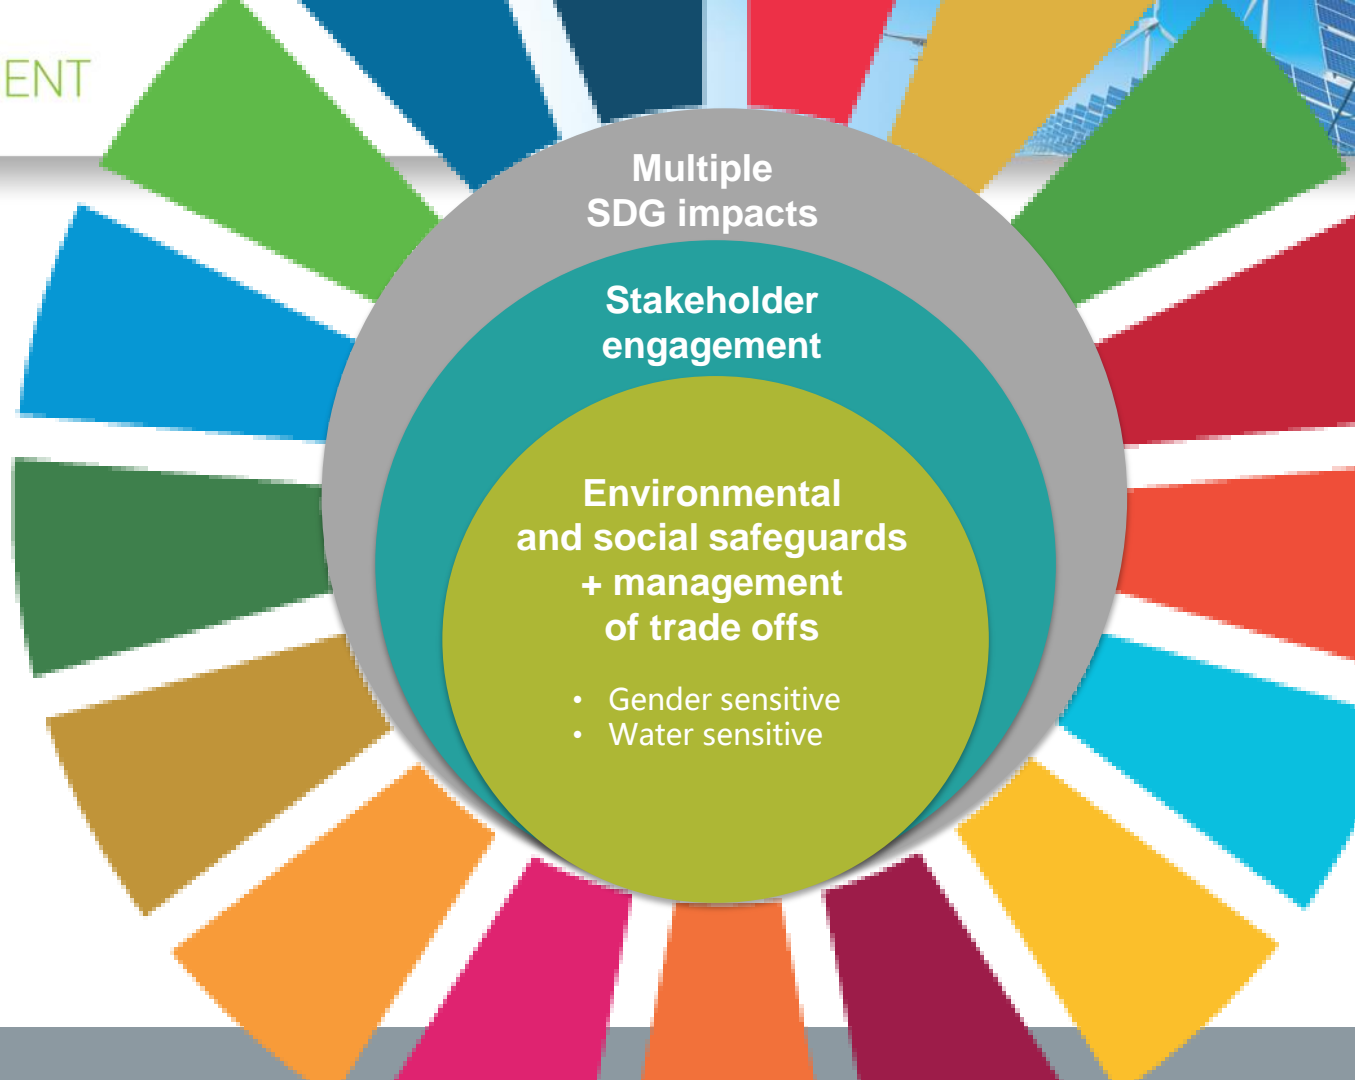 ENT
Multiple
SDG impacts
Stakeholder
engagement
Environmental
and social safeguards
+ management
of trade offs
• Gender sensitive
• Water sensitive